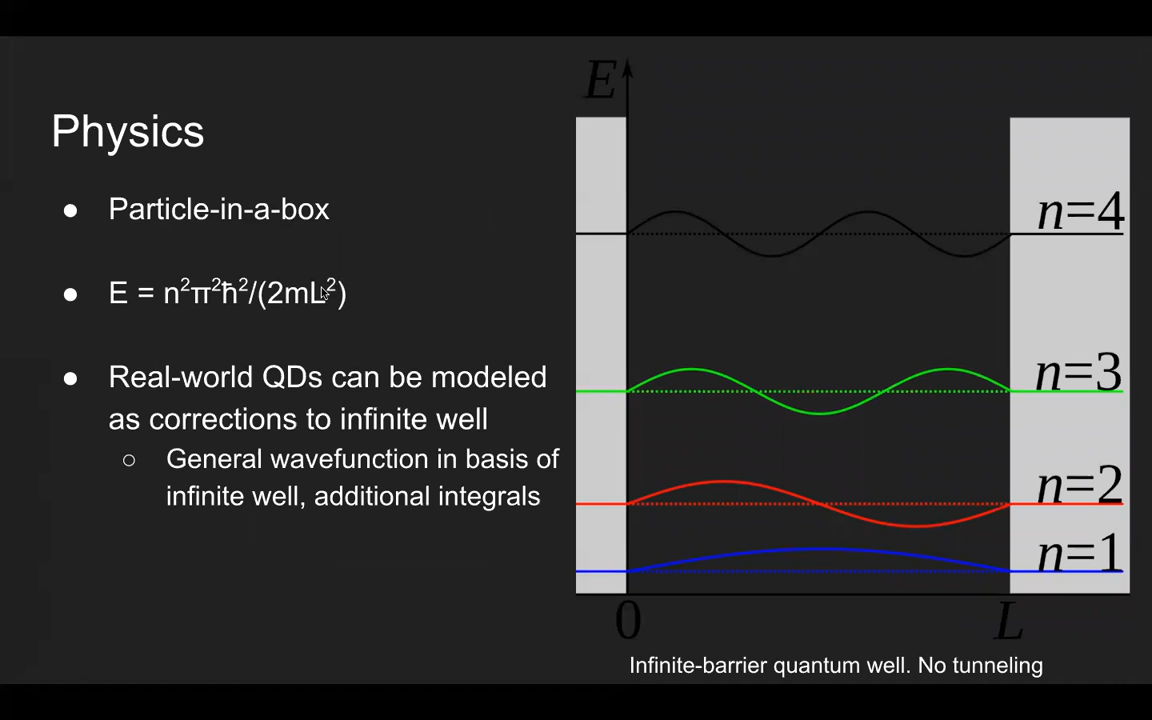 Physics
● Particle-in-a-box
● E = n²π²ħ²/(2mL²)
● Real-world QDs can be modeled
as corrections to infinite well
○ General wavefunction in basis of
infinite well, additional integrals
E
n=4
n=3
n=2
n=1
0 L
Infinite-barrier quantum well. No tunneling